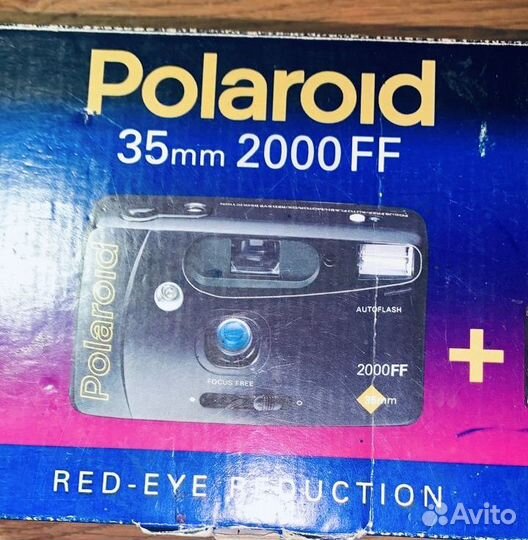 Polaroid
35mm 2000 FF
Polaroid
AUTOFLASH
FOCUS FREE
2000FF
35mm
+
RED-EYE REDUCTION
Avito